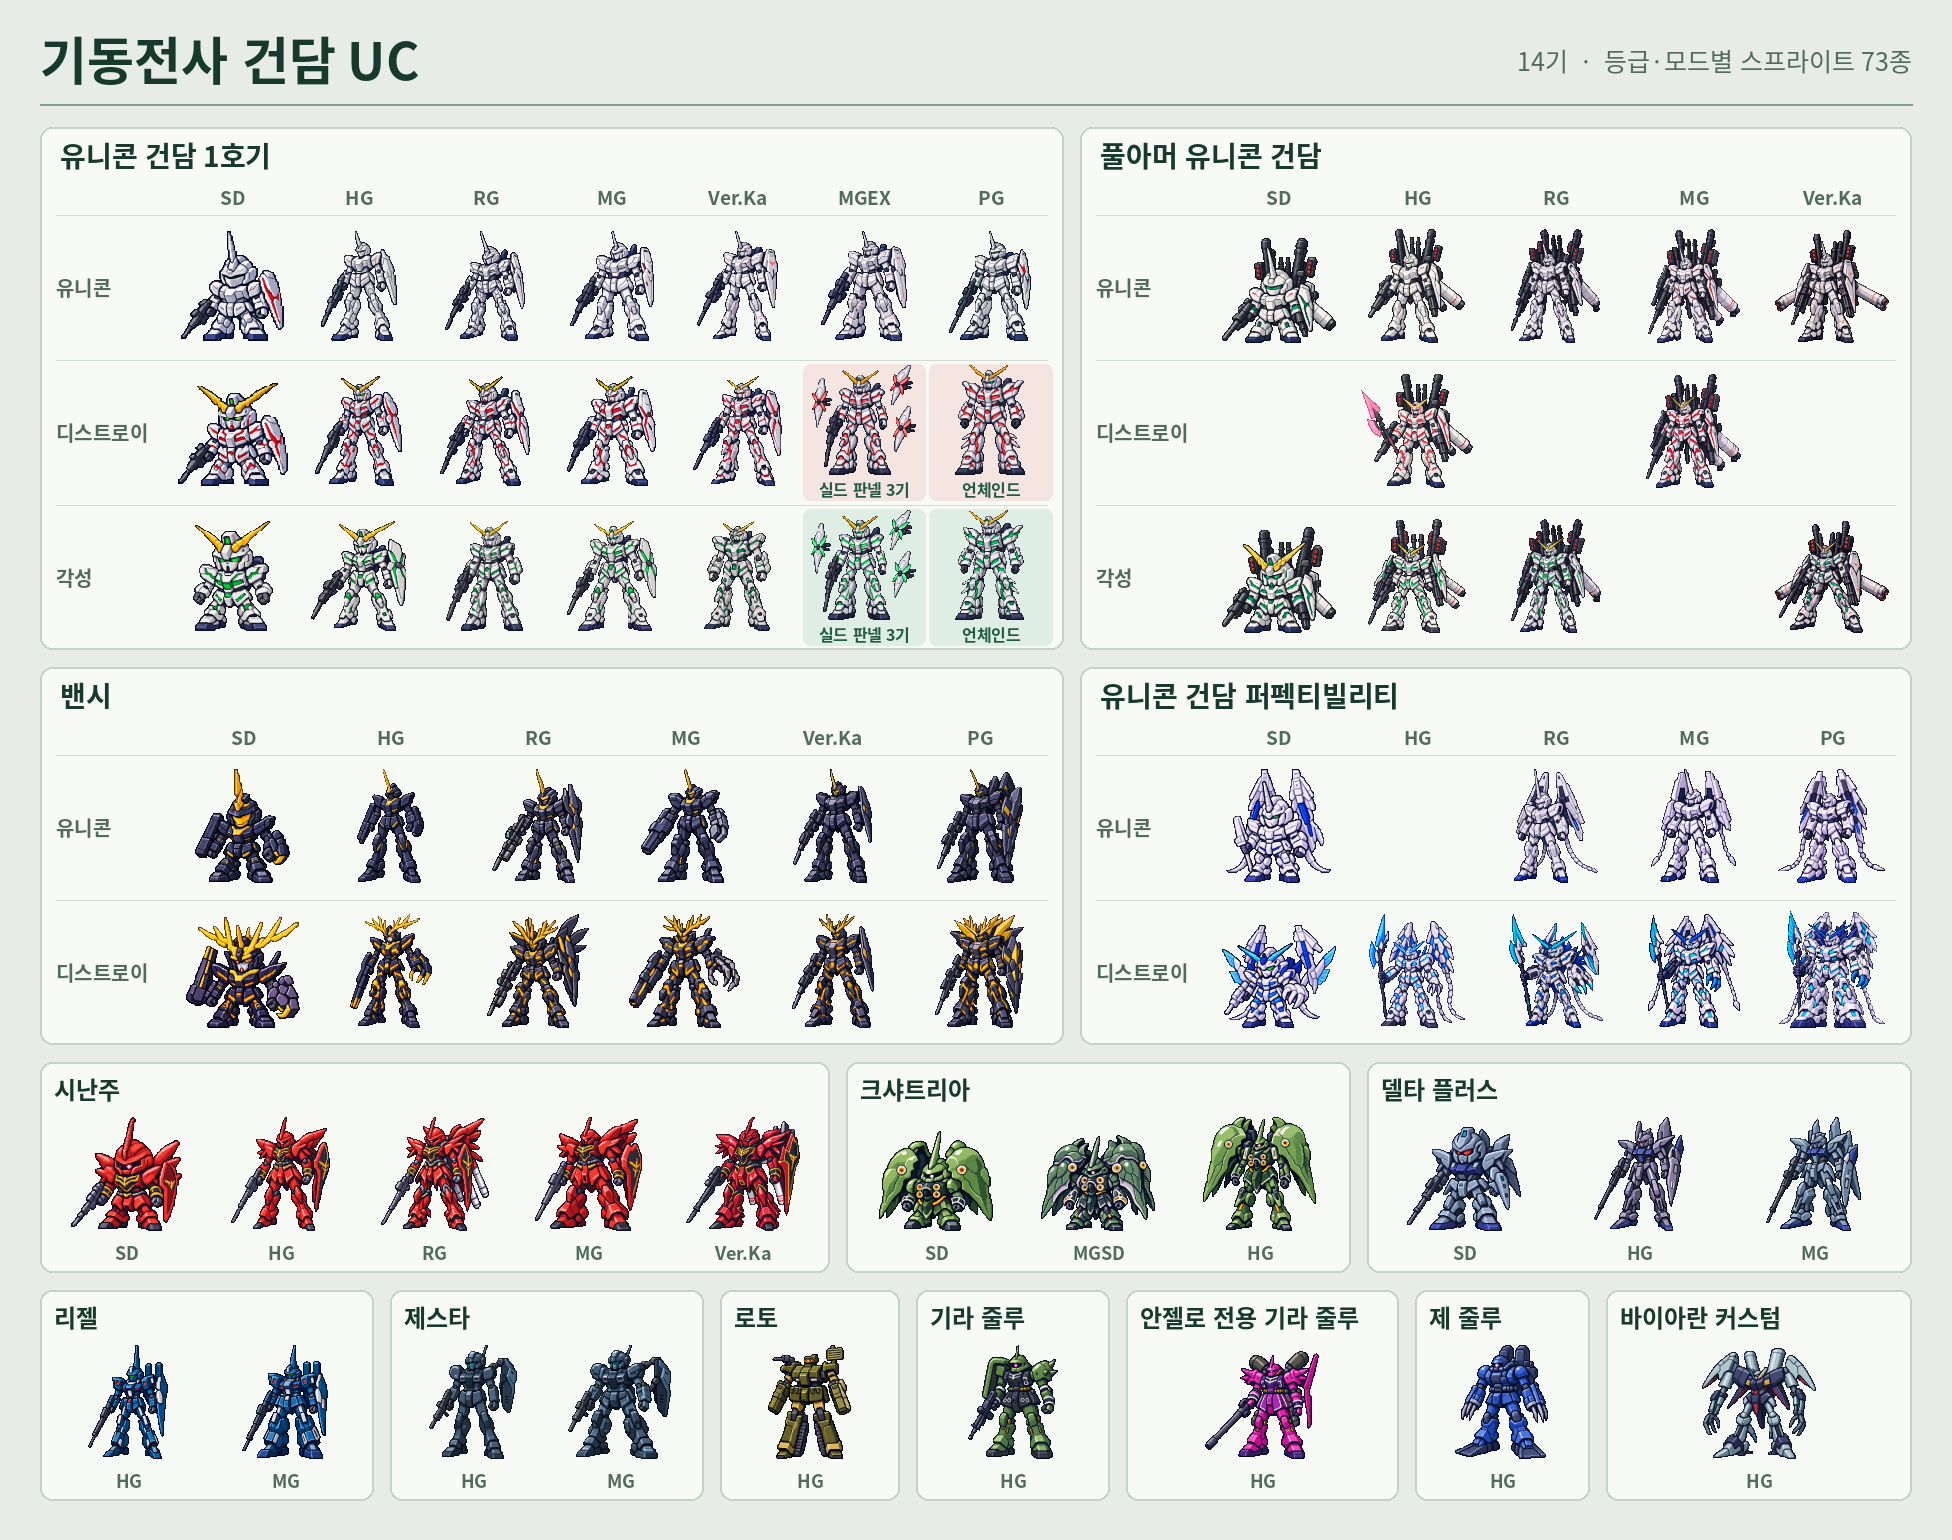 기동전사 건담 UC
14기 · 등급·모드별 스프라이트 73종
유니콘 건담 1호기
SD HG RG MG Ver.Ka MGEX PG
유니콘
디스트로이
실드 판넬 3기 언체인드
각성
실드 판넬 3기 언체인드
풀아머 유니콘 건담
SD HG RG MG Ver.Ka
유니콘
디스트로이
각성
밴시
SD HG RG MG Ver.Ka PG
유니콘
디스트로이
유니콘 건담 퍼펙티빌리티
SD HG RG MG PG
유니콘
디스트로이
시난주
SD HG RG MG Ver.Ka
크샤트리아
SD MGSD HG
델타 플러스
SD HG MG
리젤
HG MG
제스타
HG MG
로토
HG
기라 줄루
HG
안젤로 전용 기라 줄루
HG
제 줄루
HG
바이아란 커스텀
HG